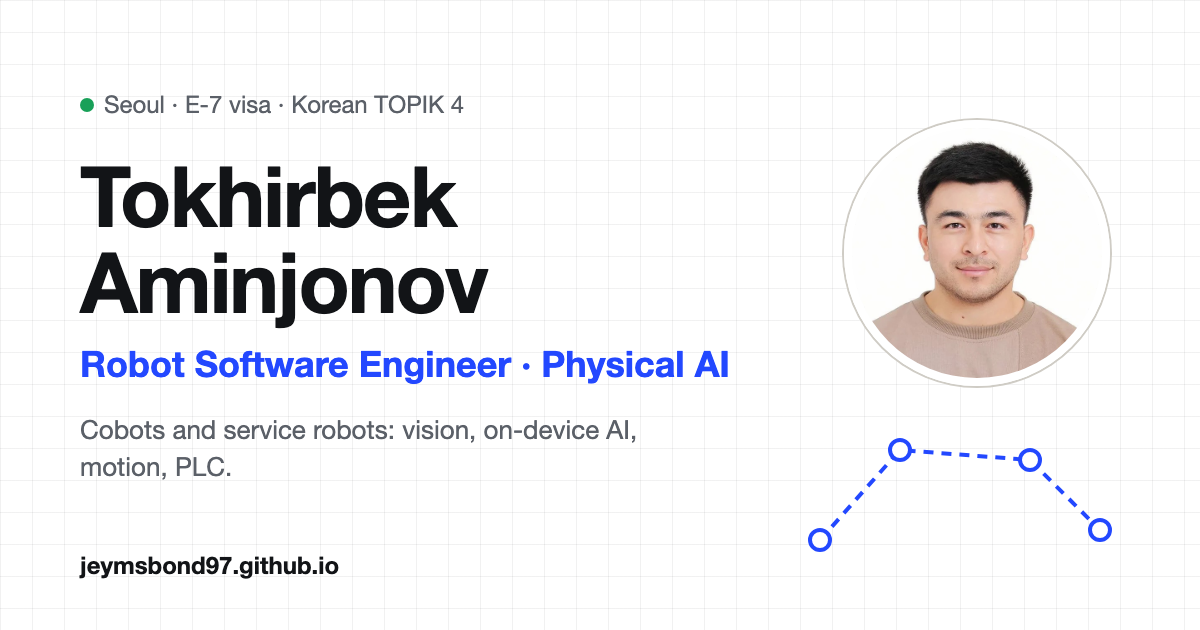 Seoul · E-7 visa · Korean TOPIK 4
Tokhirbek
Aminjonov
Robot Software Engineer · Physical AI
Cobots and service robots: vision, on-device AI,
motion, PLC.
jeymsbond97.github.io